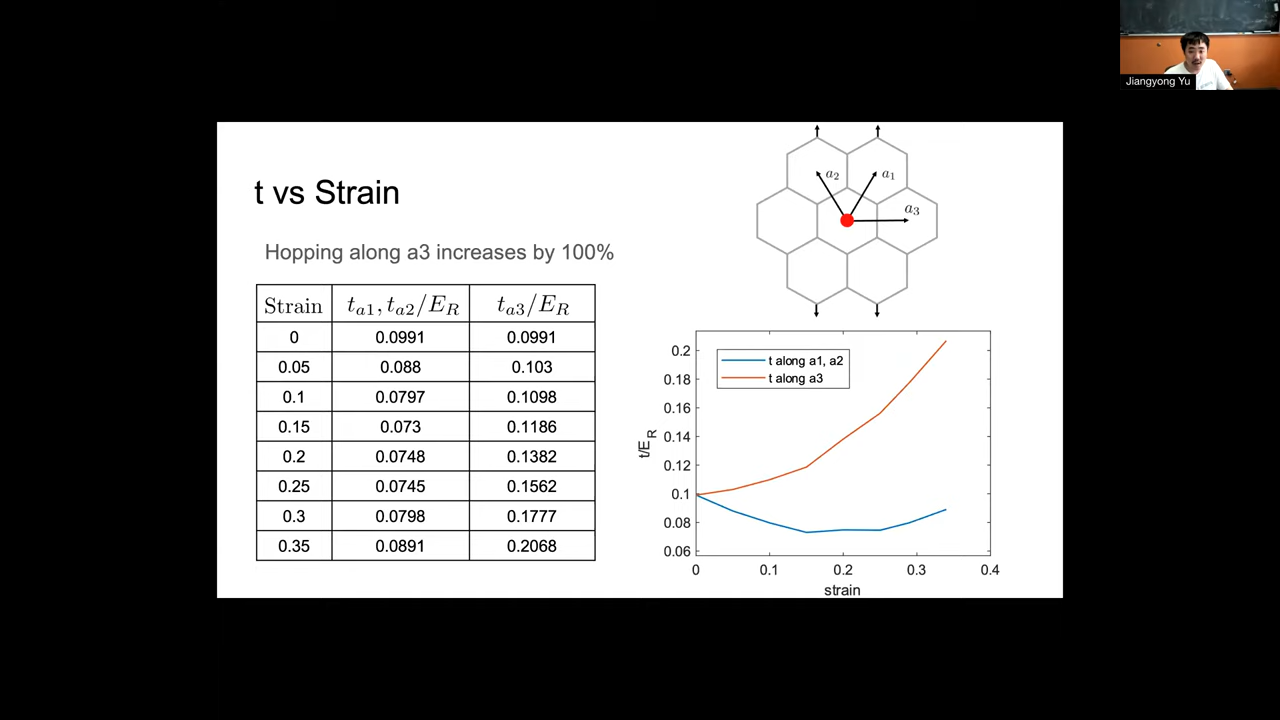 Jiangyong Yu
t vs Strain
Hopping along a3 increases by 100%
Strain t_{a1}, t_{a2}/E_R t_{a3}/E_R
0 0.0991 0.0991
0.05 0.088 0.103
0.1 0.0797 0.1098
0.15 0.073 0.1186
0.2 0.0748 0.1382
0.25 0.0745 0.1562
0.3 0.0798 0.1777
0.35 0.0891 0.2068
a_2
a_1
a_3
t along a1, a2
t along a3
t/E_R
0.2
0.18
0.16
0.14
0.12
0.1
0.08
0.06
0 0.1 0.2 0.3 0.4
strain